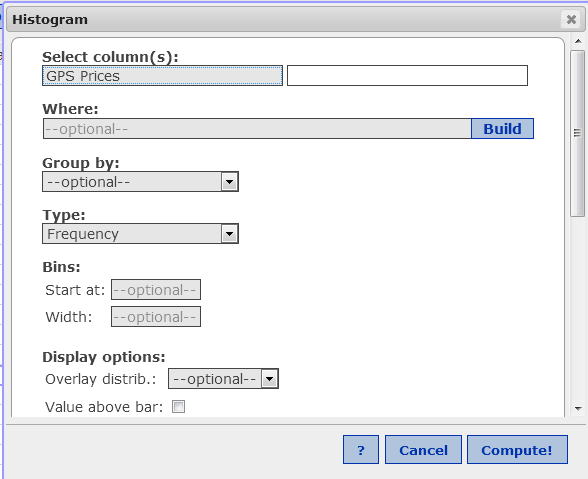 Histogram
Select column(s):
GPS Prices
Where:
--optional-- Build
Group by:
--optional--
Type:
Frequency
Bins:
Start at: --optional--
Width: --optional--
Display options:
Overlay distrib.: --optional--
Value above bar:
? Cancel Compute!